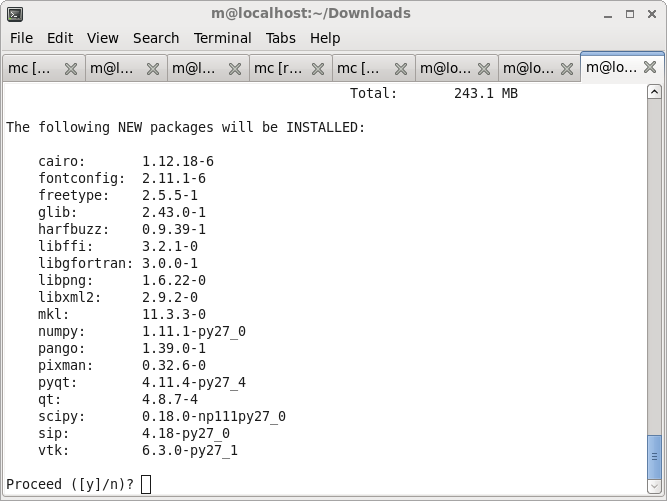 m@localhost:~/Downloads
File Edit View Search Terminal Tabs Help
mc [... m@l... m@l... mc [r... mc [... m@lo... m@lo... m@lo...
Total: 243.1 MB
The following NEW packages will be INSTALLED:
cairo: 1.12.18-6
fontconfig: 2.11.1-6
freetype: 2.5.5-1
glib: 2.43.0-1
harfbuzz: 0.9.39-1
libffi: 3.2.1-0
libgfortran: 3.0.0-1
libpng: 1.6.22-0
libxml2: 2.9.2-0
mkl: 11.3.3-0
numpy: 1.11.1-py27_0
pango: 1.39.0-1
pixman: 0.32.6-0
pyqt: 4.11.4-py27_4
qt: 4.8.7-4
scipy: 0.18.0-np111py27_0
sip: 4.18-py27_0
vtk: 6.3.0-py27_1
Proceed ([y]/n)?